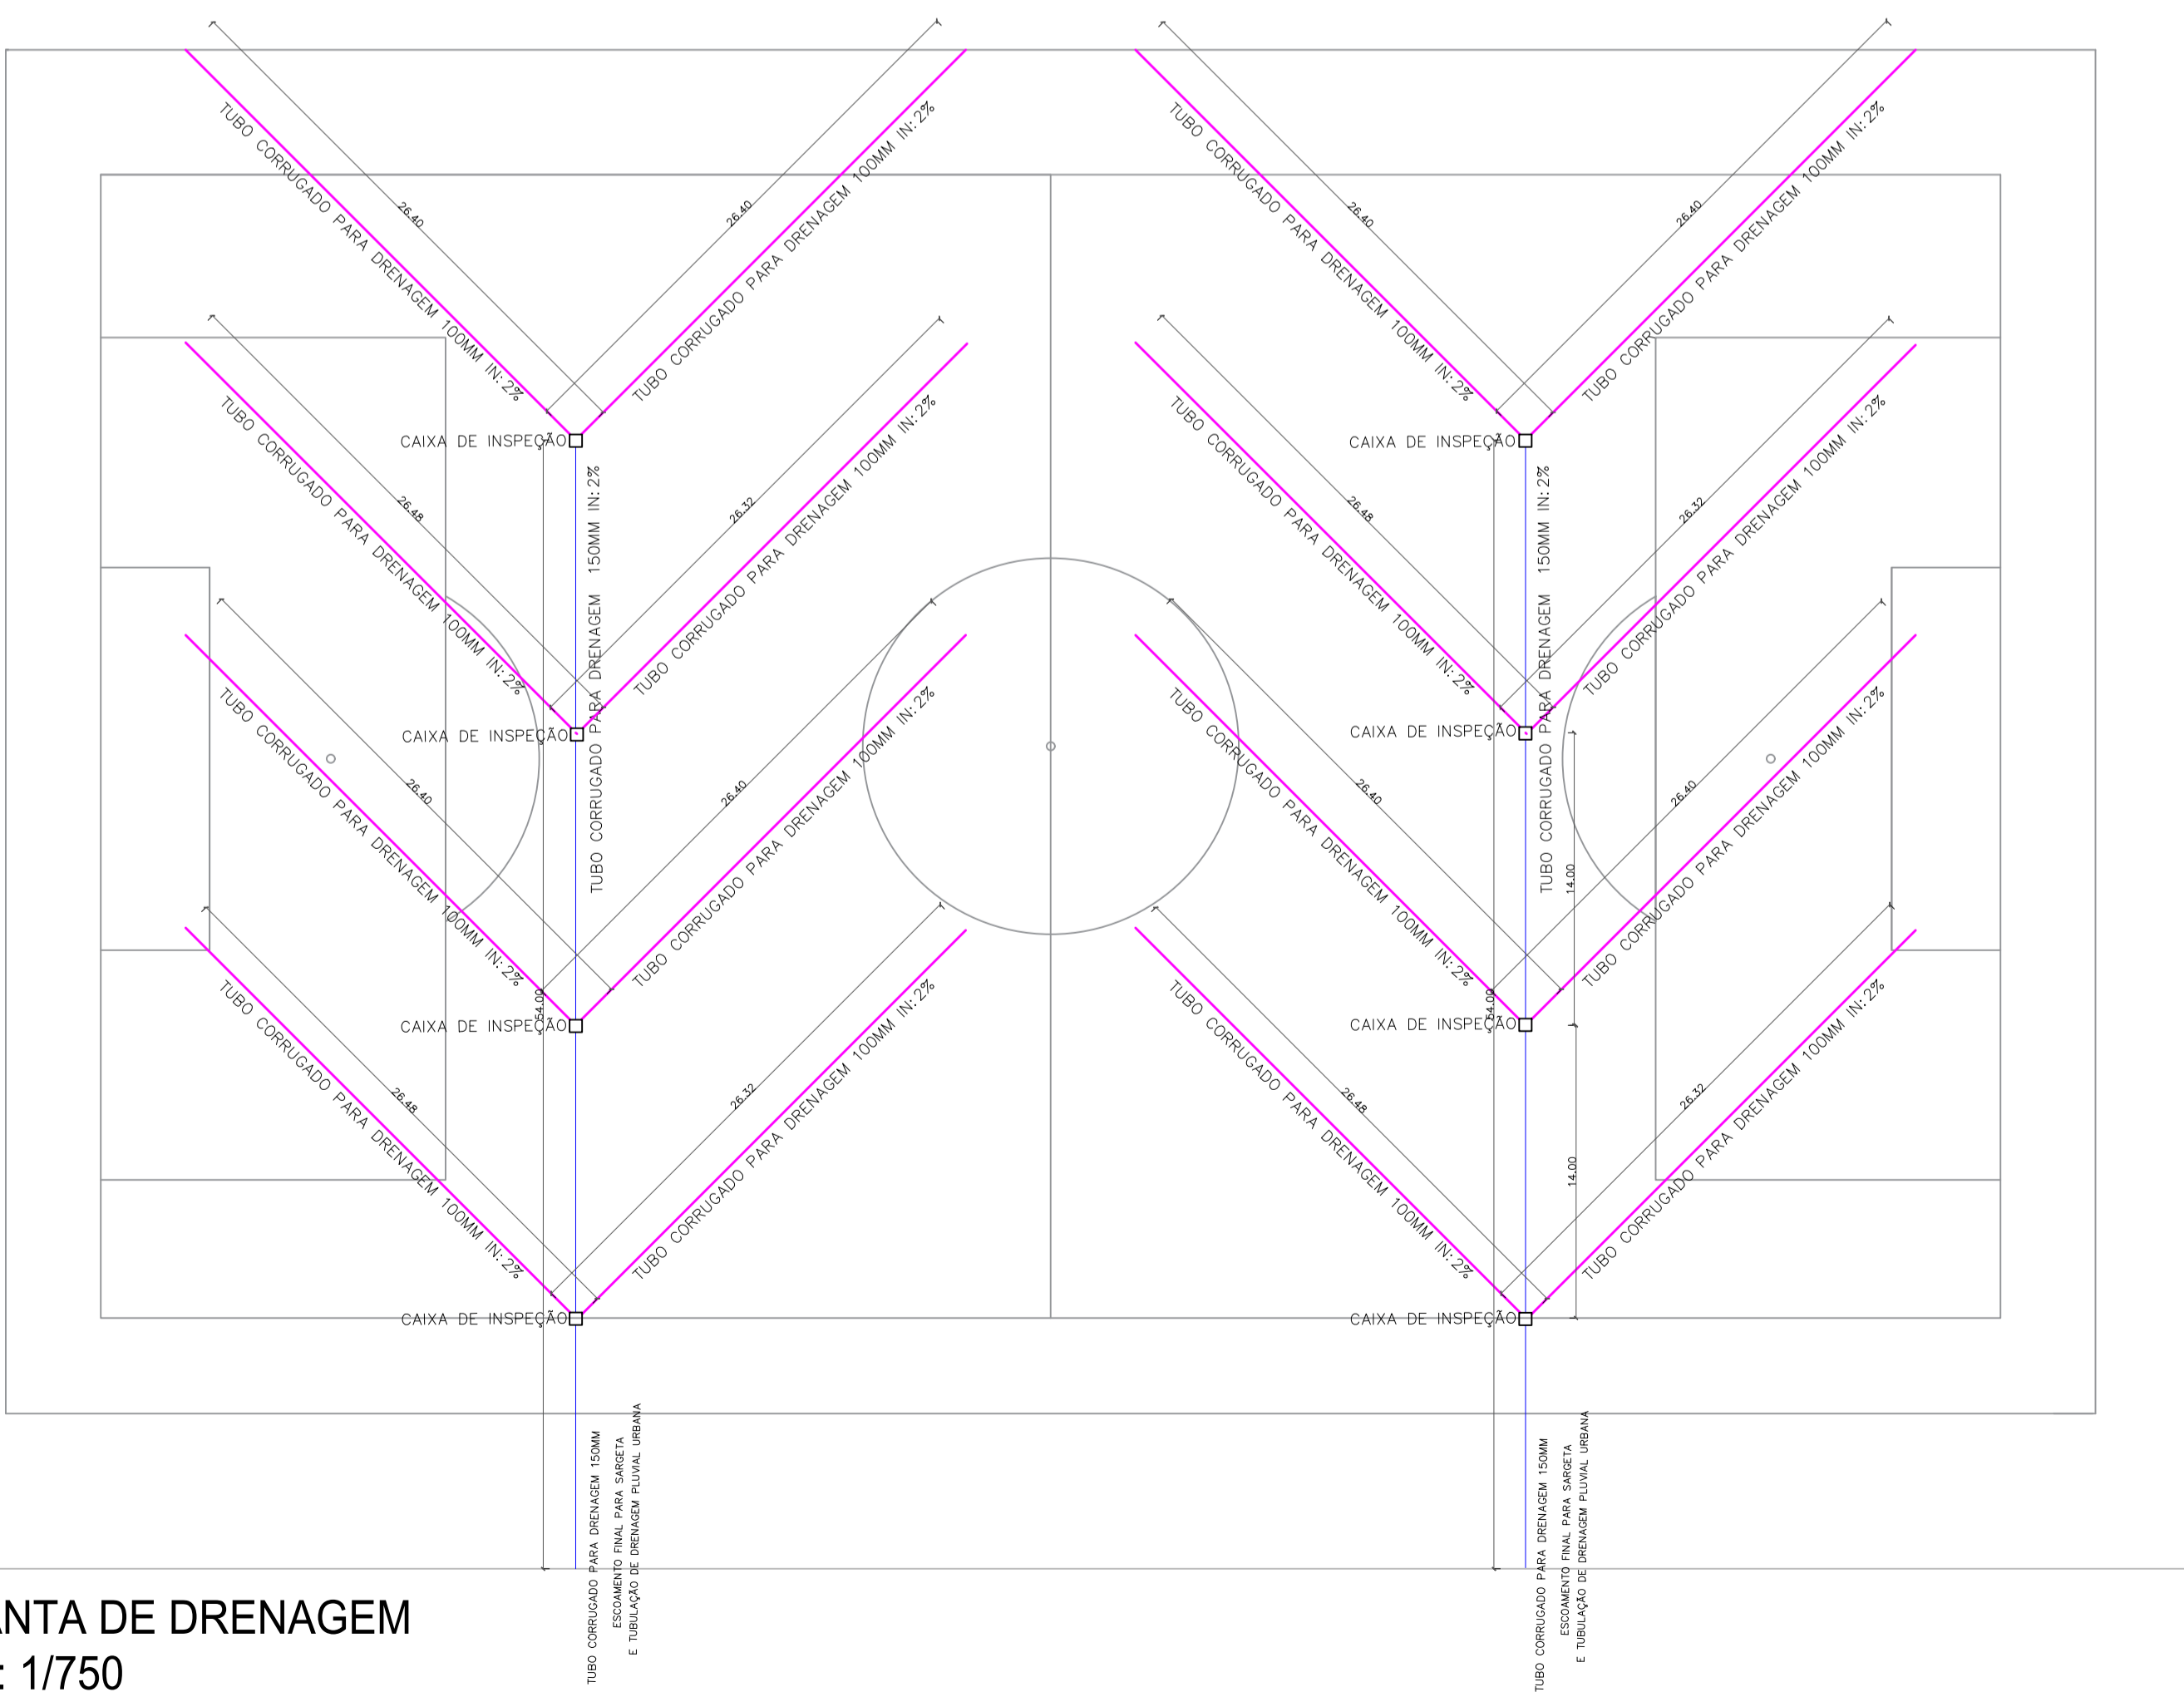 TUBO CORRUGADO PARA DRENAGEM 100MM IN: 2%
26.40
26.40
TUBO CORRUGADO PARA DRENAGEM 100MM IN: 2%
TUBO CORRUGADO PARA DRENAGEM 100MM IN: 2%
26.40
26.40
TUBO CORRUGADO PARA DRENAGEM 100MM IN: 2%
CAIXA DE INSPEÇÃO
CAIXA DE INSPEÇÃO
TUBO CORRUGADO PARA DRENAGEM 100MM IN: 2%
26.48
26.32
TUBO CORRUGADO PARA DRENAGEM 100MM IN: 2%
TUBO CORRUGADO PARA DRENAGEM 100MM IN: 2%
26.48
26.32
TUBO CORRUGADO PARA DRENAGEM 100MM IN: 2%
TUBO CORRUGADO PARA DRENAGEM 150MM IN: 2%
TUBO CORRUGADO PARA DRENAGEM 150MM IN: 2%
CAIXA DE INSPEÇÃO
CAIXA DE INSPEÇÃO
TUBO CORRUGADO PARA DRENAGEM 100MM IN: 2%
26.40
26.40
TUBO CORRUGADO PARA DRENAGEM 100MM IN: 2%
TUBO CORRUGADO PARA DRENAGEM 100MM IN: 2%
26.40
26.40
TUBO CORRUGADO PARA DRENAGEM 100MM IN: 2%
14.00
54.00
54.00
CAIXA DE INSPEÇÃO
CAIXA DE INSPEÇÃO
TUBO CORRUGADO PARA DRENAGEM 100MM IN: 2%
26.48
26.32
TUBO CORRUGADO PARA DRENAGEM 100MM IN: 2%
TUBO CORRUGADO PARA DRENAGEM 100MM IN: 2%
26.48
26.32
TUBO CORRUGADO PARA DRENAGEM 100MM IN: 2%
14.00
CAIXA DE INSPEÇÃO
CAIXA DE INSPEÇÃO
TUBO CORRUGADO PARA DRENAGEM 150MM
ESCOAMENTO FINAL PARA SARGETA
E TUBULAÇÃO DE DRENAGEM PLUVIAL URBANA
TUBO CORRUGADO PARA DRENAGEM 150MM
ESCOAMENTO FINAL PARA SARGETA
E TUBULAÇÃO DE DRENAGEM PLUVIAL URBANA
NTA DE DRENAGEM
: 1/750